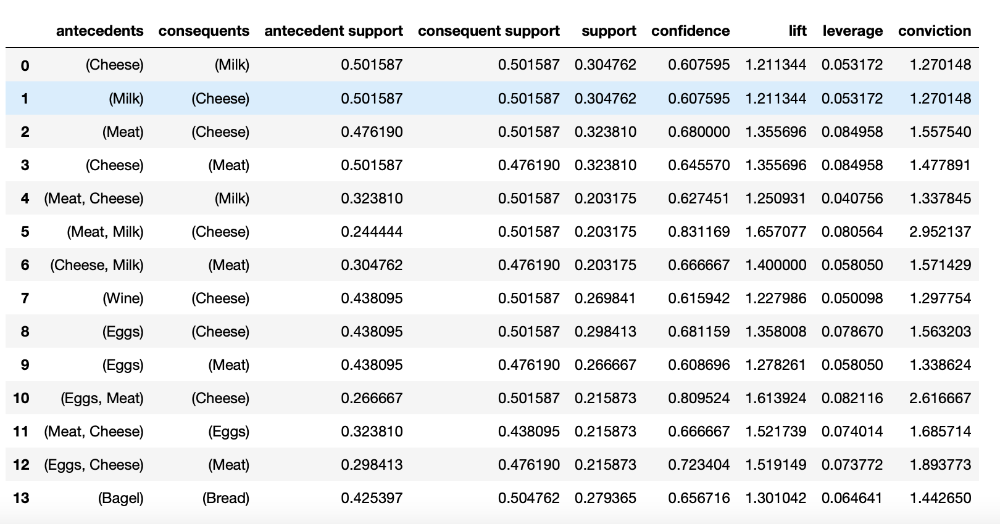 antecedents consequents antecedent support consequent support support confidence lift leverage conviction
0 (Cheese) (Milk) 0.501587 0.501587 0.304762 0.607595 1.211344 0.053172 1.270148
1 (Milk) (Cheese) 0.501587 0.501587 0.304762 0.607595 1.211344 0.053172 1.270148
2 (Meat) (Cheese) 0.476190 0.501587 0.323810 0.680000 1.355696 0.084958 1.557540
3 (Cheese) (Meat) 0.501587 0.476190 0.323810 0.645570 1.355696 0.084958 1.477891
4 (Meat, Cheese) (Milk) 0.323810 0.501587 0.203175 0.627451 1.250931 0.040756 1.337845
5 (Meat, Milk) (Cheese) 0.244444 0.501587 0.203175 0.831169 1.657077 0.080564 2.952137
6 (Cheese, Milk) (Meat) 0.304762 0.476190 0.203175 0.666667 1.400000 0.058050 1.571429
7 (Wine) (Cheese) 0.438095 0.501587 0.269841 0.615942 1.227986 0.050098 1.297754
8 (Eggs) (Cheese) 0.438095 0.501587 0.298413 0.681159 1.358008 0.078670 1.563203
9 (Eggs) (Meat) 0.438095 0.476190 0.266667 0.608696 1.278261 0.058050 1.338624
10 (Eggs, Meat) (Cheese) 0.266667 0.501587 0.215873 0.809524 1.613924 0.082116 2.616667
11 (Meat, Cheese) (Eggs) 0.323810 0.438095 0.215873 0.666667 1.521739 0.074014 1.685714
12 (Eggs, Cheese) (Meat) 0.298413 0.476190 0.215873 0.723404 1.519149 0.073772 1.893773
13 (Bagel) (Bread) 0.425397 0.504762 0.279365 0.656716 1.301042 0.064641 1.442650